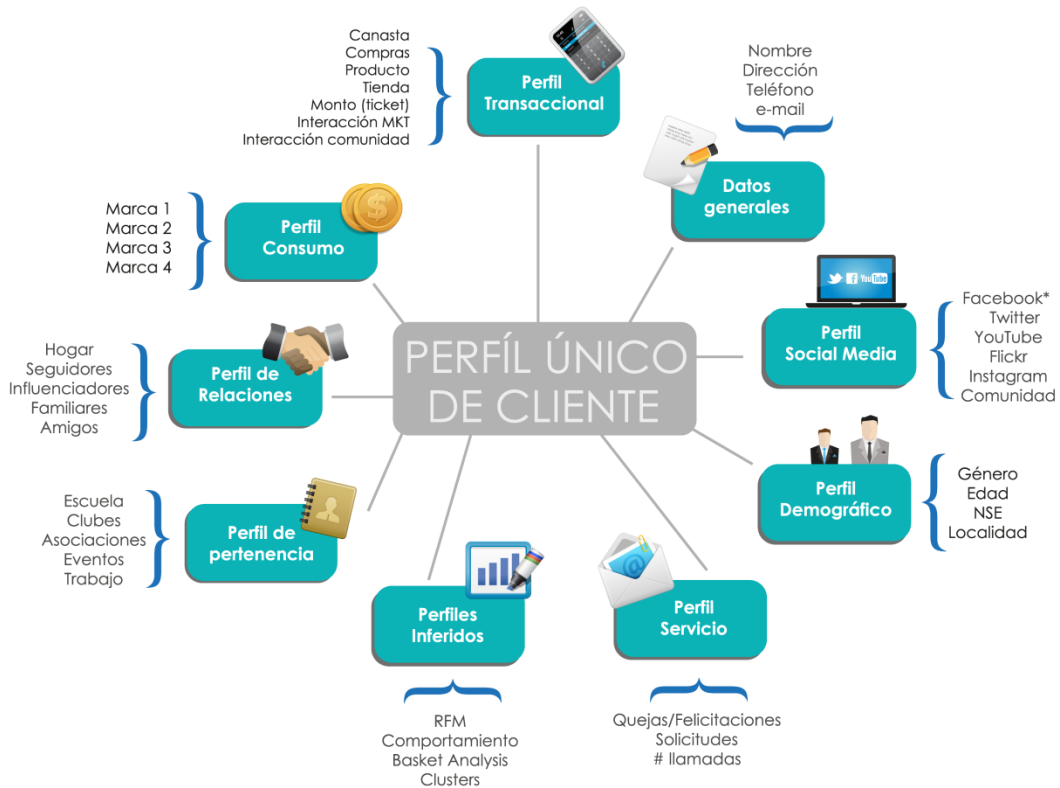 Canasta
Compras
Producto
Tienda
Monto (ticket)
Interacción MKT
Interacción comunidad
Perfil
Transaccional
Nombre
Dirección
Teléfono
e-mail
Datos
generales
Marca 1
Marca 2
Marca 3
Marca 4
Perfil
Consumo
YouTube
Perfil
Social Media
Facebook*
Twitter
YouTube
Flickr
Instagram
Comunidad
PERFÍL ÚNICO
DE CLIENTE
Hogar
Seguidores
Influenciadores
Familiares
Amigos
Perfil de
Relaciones
Perfil
Demográfico
Género
Edad
NSE
Localidad
Escuela
Clubes
Asociaciones
Eventos
Trabajo
Perfil de
pertenencia
Perfiles
Inferidos
RFM
Comportamiento
Basket Analysis
Clusters
Perfil
Servicio
Quejas/Felicitaciones
Solicitudes
# llamadas